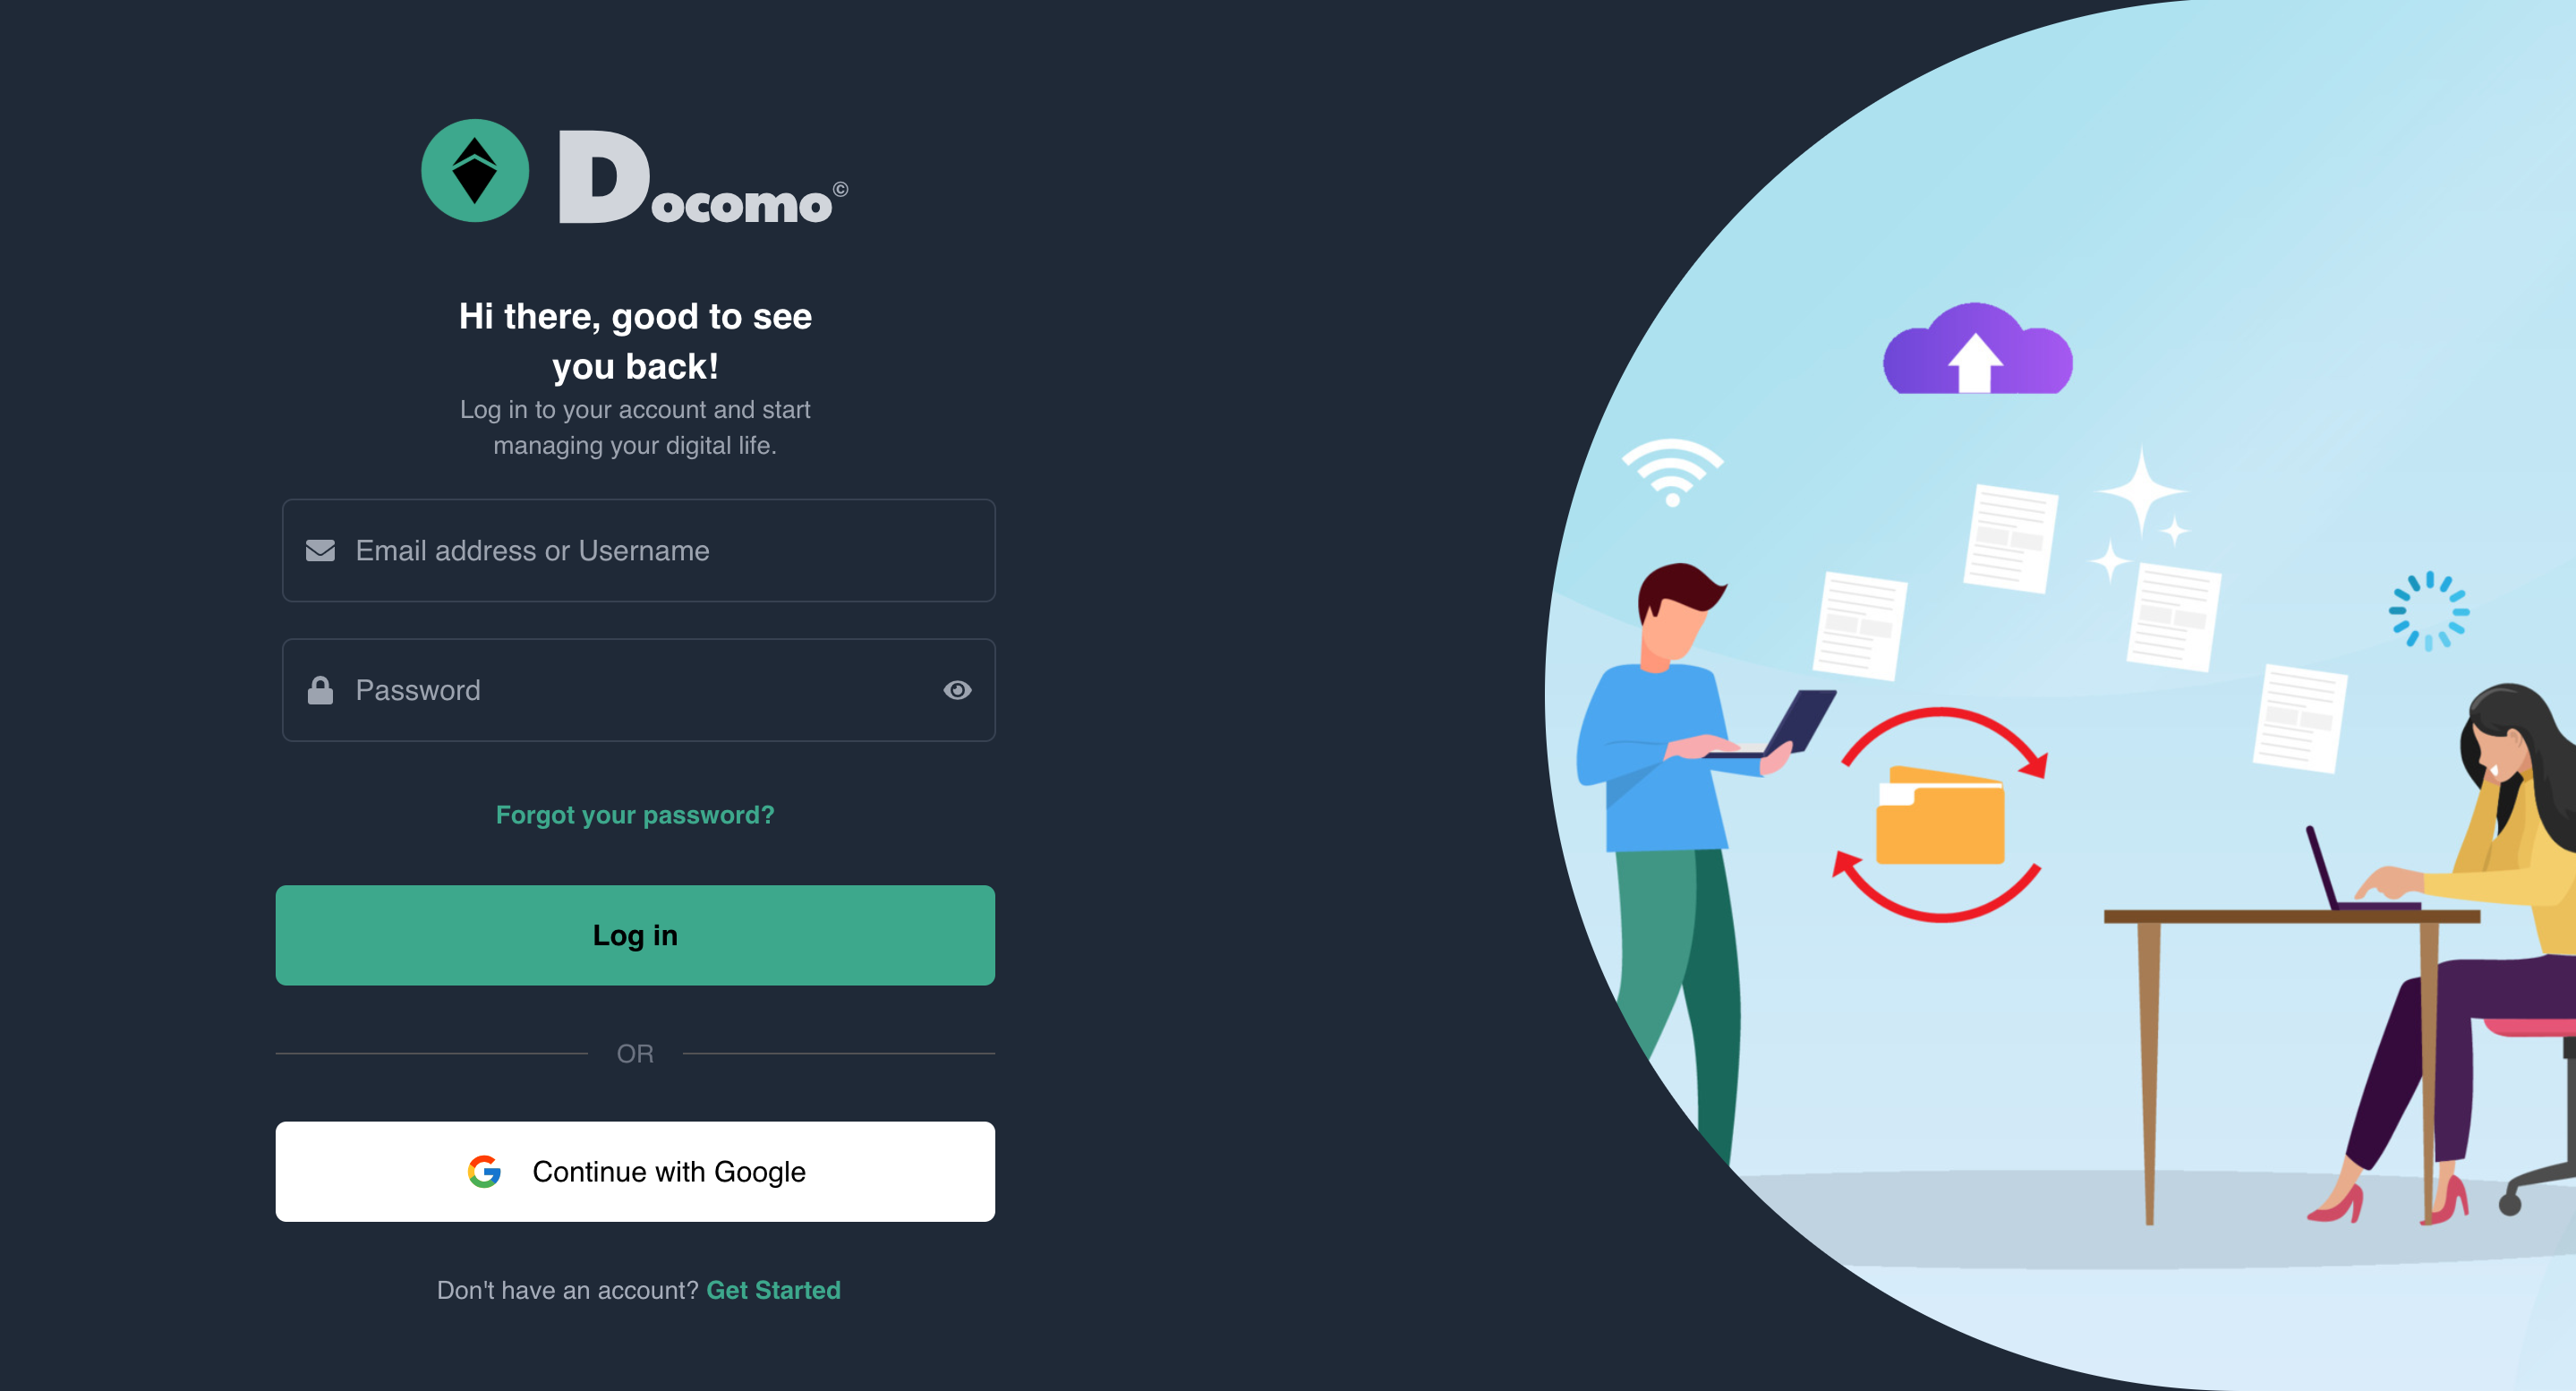 Docomo©
Hi there, good to see
you back!
Log in to your account and start
managing your digital life.
Email address or Username
Password
Forgot your password?
Log in
OR
Continue with Google
Don't have an account? Get Started